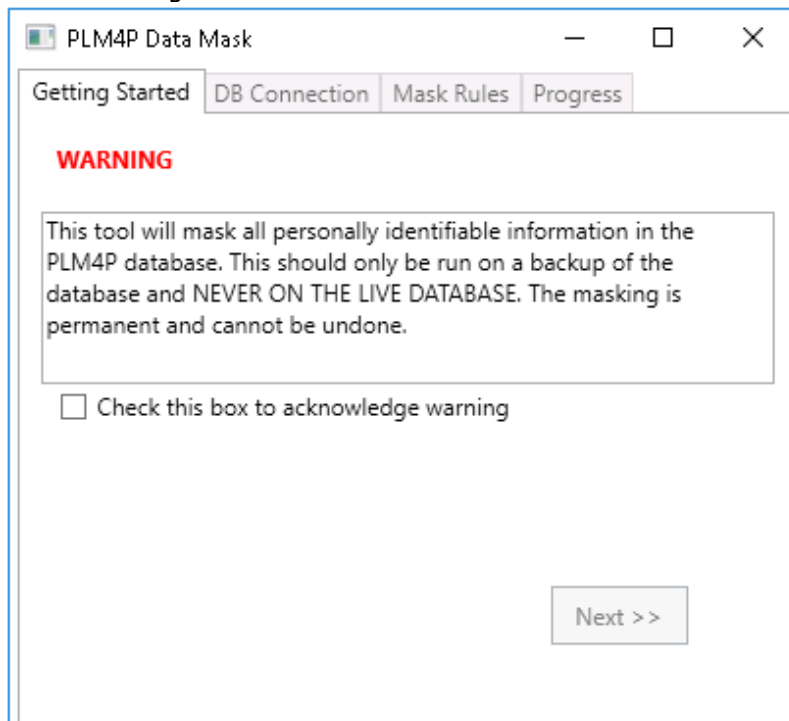 PLM4P Data Mask
Getting Started DB Connection Mask Rules Progress
WARNING
This tool will mask all personally identifiable information in the
PLM4P database. This should only be run on a backup of the
database and NEVER ON THE LIVE DATABASE. The masking is
permanent and cannot be undone.
Check this box to acknowledge warning
Next >>